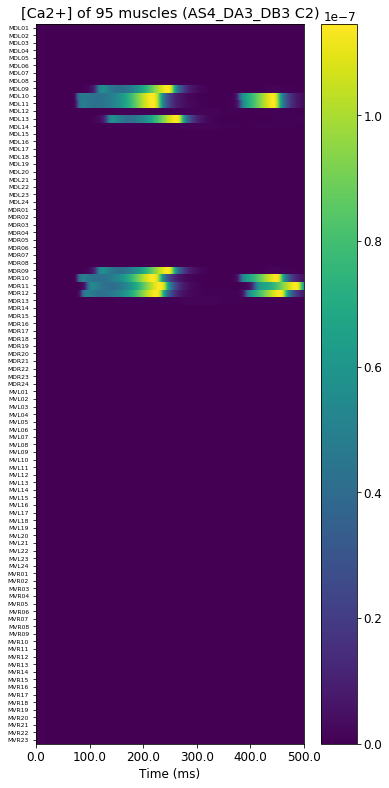 [Ca2+] of 95 muscles (AS4_DA3_DB3 C2)
1e−7
MDL01
MDL02
MDL03
MDL04
MDL05
MDL06
MDL07
MDL08
MDL09
MDL10
MDL11
MDL12
MDL13
MDL14
MDL15
MDL16
MDL17
MDL18
MDL19
MDL20
MDL21
MDL22
MDL23
MDL24
MDR01
MDR02
MDR03
MDR04
MDR05
MDR06
MDR07
MDR08
MDR09
MDR10
MDR11
MDR12
MDR13
MDR14
MDR15
MDR16
MDR17
MDR18
MDR19
MDR20
MDR21
MDR22
MDR23
MDR24
MVL01
MVL02
MVL03
MVL04
MVL05
MVL06
MVL07
MVL08
MVL09
MVL10
MVL11
MVL12
MVL13
MVL14
MVL15
MVL16
MVL17
MVL18
MVL19
MVL20
MVL21
MVL22
MVL23
MVL24
MVR01
MVR02
MVR03
MVR04
MVR05
MVR06
MVR07
MVR08
MVR09
MVR10
MVR11
MVR12
MVR13
MVR14
MVR15
MVR16
MVR17
MVR18
MVR19
MVR20
MVR21
MVR22
MVR23
0.0 100.0 200.0 300.0 400.0 500.0
Time (ms)
1.0
0.8
0.6
0.4
0.2
0.0